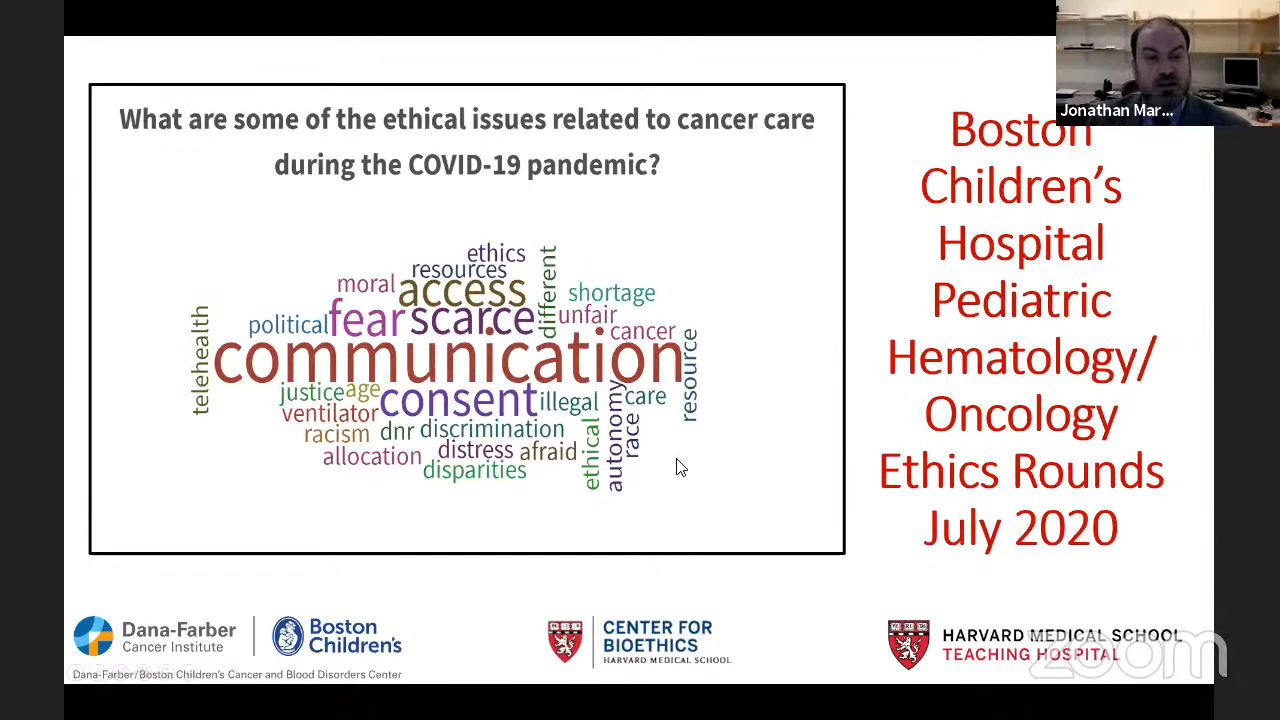 What are some of the ethical issues related to cancer care
during the COVID-19 pandemic?
ethics
resources
different
moral
access
shortage
telehealth
political
fear
scarce
unfair
cancer
communication
resource
justice
age
consent
illegal
autonomy
care
ventilator
racism
dnr
discrimination
ethical
race
allocation
distress
afraid
disparities
Jonathan Mar...
Boston
Children's
Hospital
Pediatric
Hematology/
Oncology
Ethics Rounds
July 2020
Dana-Farber
Cancer Institute
Boston
Children's
Dana-Farber/Boston Children's Cancer and Blood Disorders Center
CENTER FOR
BIOETHICS
HARVARD MEDICAL SCHOOL
HARVARD MEDICAL SCHOOL
TEACHING HOSPITAL
zoom